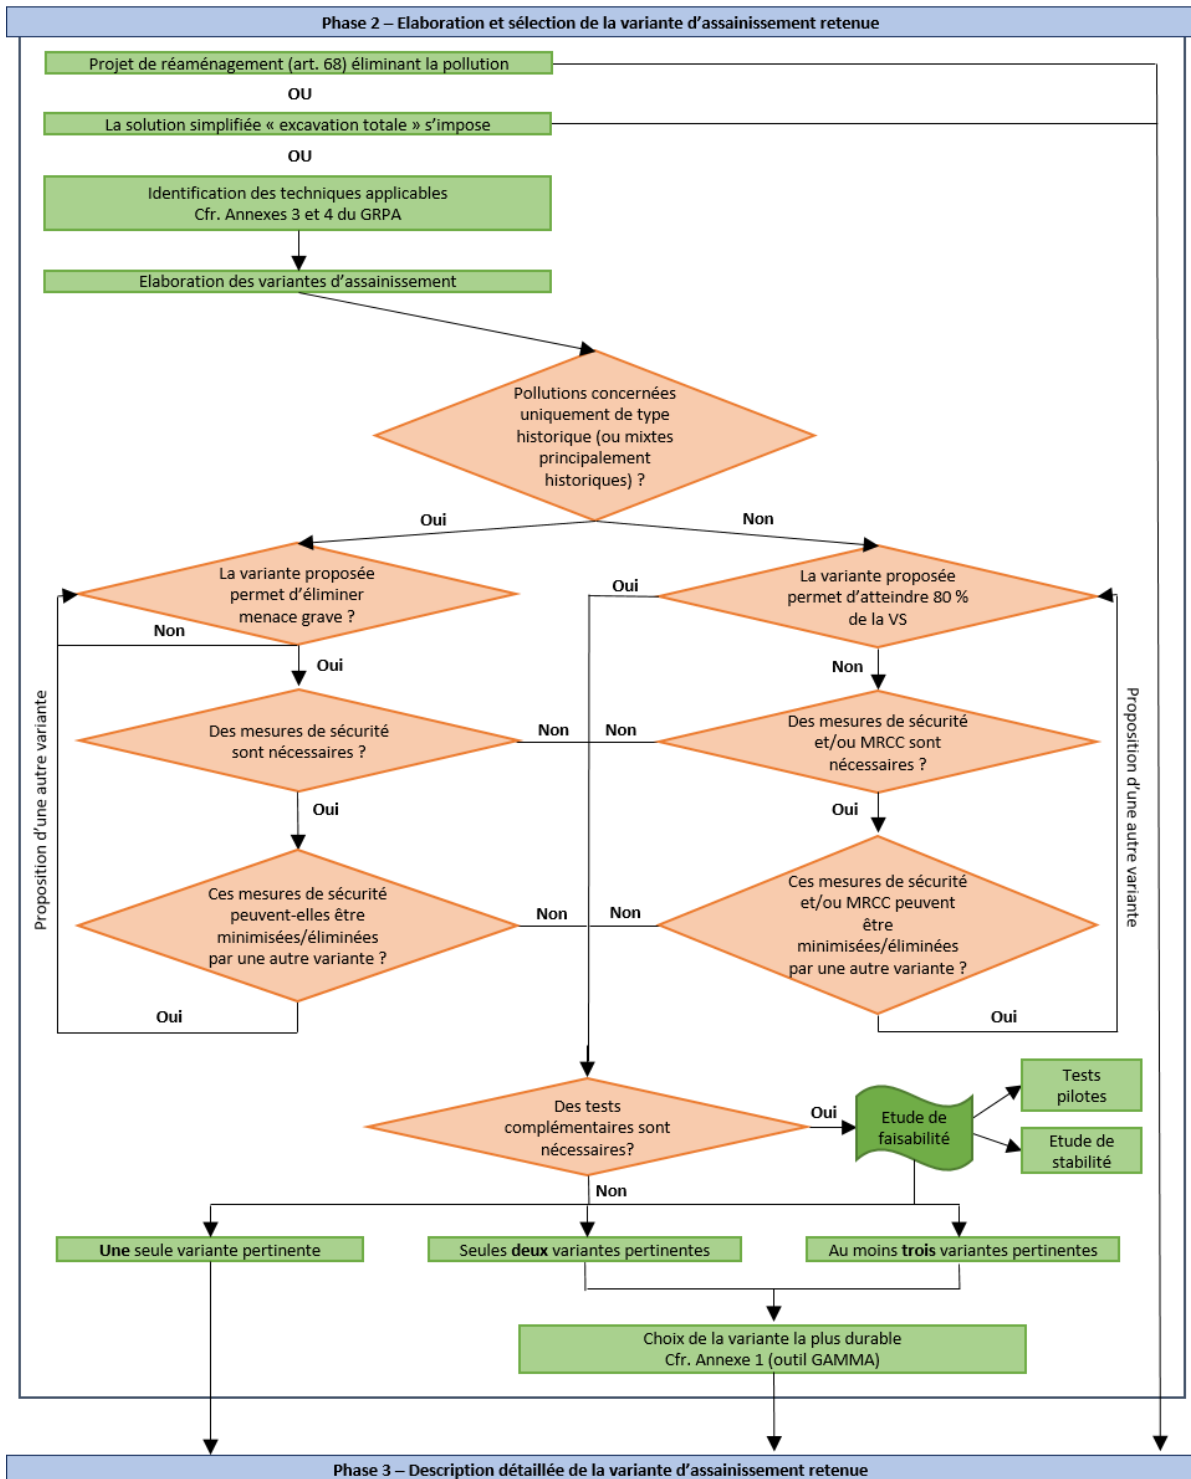 Phase 2 – Elaboration et sélection de la variante d’assainissement retenue
Projet de réaménagement (art. 68) éliminant la pollution
OU
La solution simplifiée « excavation totale » s’impose
OU
Identification des techniques applicables
Cfr. Annexes 3 et 4 du GRPA
Elaboration des variantes d’assainissement
Pollutions concernées
uniquement de type
historique (ou mixtes
principalement
historiques) ?
Oui
Non
La variante proposée
permet d’éliminer
menace grave ?
Oui
La variante proposée
permet d’atteindre 80 %
de la VS
Non
Oui
Non
Proposition d’une autre variante
Des mesures de sécurité
sont nécessaires ?
Non
Non
Des mesures de sécurité
et/ou MRCC sont
nécessaires ?
Proposition d’une autre variante
Oui
Oui
Ces mesures de sécurité
peuvent-elles être
minimisées/éliminées
par une autre variante ?
Non
Non
Ces mesures de sécurité
et/ou MRCC peuvent
être
minimisées/éliminées
par une autre variante ?
Oui
Oui
Des tests
complémentaires sont
nécessaires?
Oui
Etude de
faisabilité
Tests
pilotes
Etude de
stabilité
Non
Une seule variante pertinente
Seules deux variantes pertinentes
Au moins trois variantes pertinentes
Choix de la variante la plus durable
Cfr. Annexe 1 (outil GAMMA)
Phase 3 – Description détaillée de la variante d’assainissement retenue